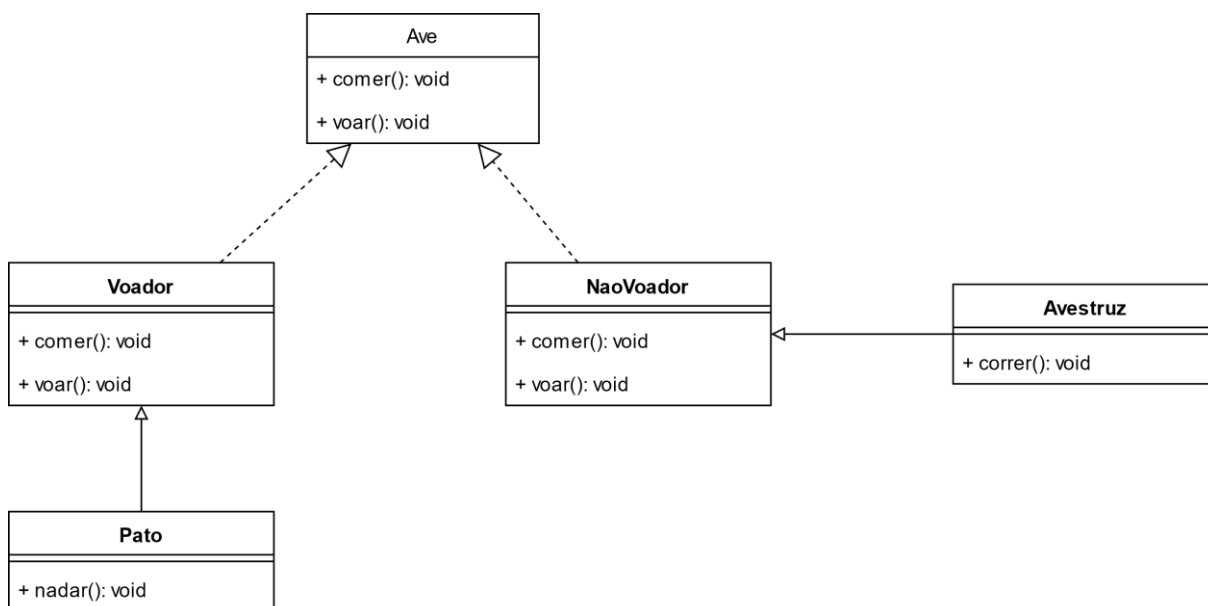 Ave
+ comer(): void
+ voar(): void
Voador
+ comer(): void
+ voar(): void
NaoVoador
+ comer(): void
+ voar(): void
Avestruz
+ correr(): void
Pato
+ nadar(): void